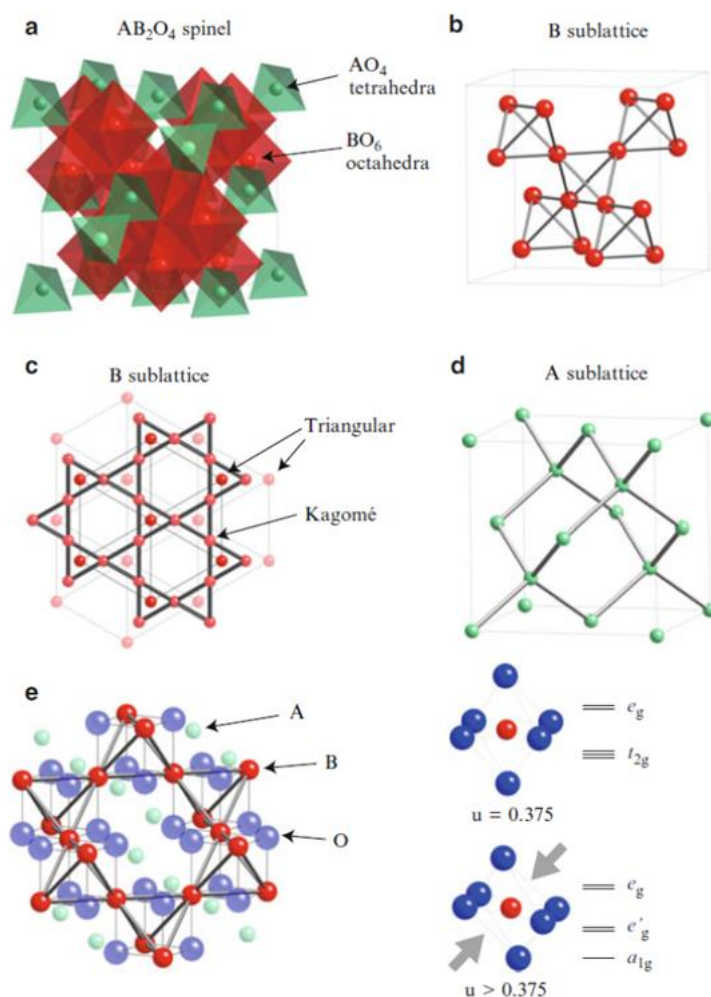 a
AB2O4 spinel
AO4
tetrahedra
BO6
octahedra
b
B sublattice
c
B sublattice
Triangular
Kagomé
d
A sublattice
e
A
B
O
eg
t2g
u = 0.375
eg
e'g
a1g
u > 0.375